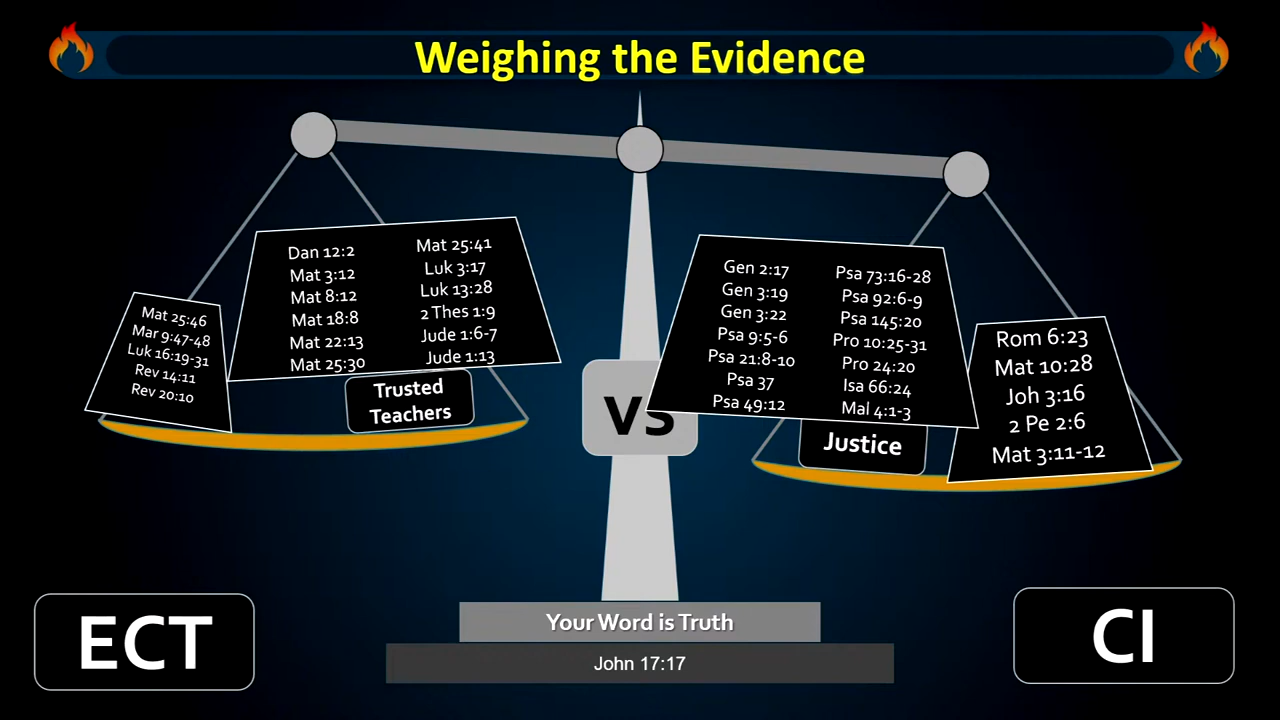 Weighing the Evidence
Mat 25:46
Mar 9:47-48
Luk 16:19-31
Rev 14:11
Rev 20:10
Dan 12:2
Mat 3:12
Mat 8:12
Mat 18:8
Mat 22:13
Mat 25:30
Mat 25:41
Luk 3:17
Luk 13:28
2 Thes 1:9
Jude 1:6-7
Jude 1:13
Trusted
Teachers
VS
Gen 2:17
Gen 3:19
Gen 3:22
Psa 9:5-6
Psa 21:8-10
Psa 37
Psa 49:12
Psa 73:16-28
Psa 92:6-9
Psa 145:20
Pro 10:25-31
Pro 24:20
Isa 66:24
Mal 4:1-3
Justice
Rom 6:23
Mat 10:28
Joh 3:16
2 Pe 2:6
Mat 3:11-12
ECT
Your Word is Truth
John 17:17
CI